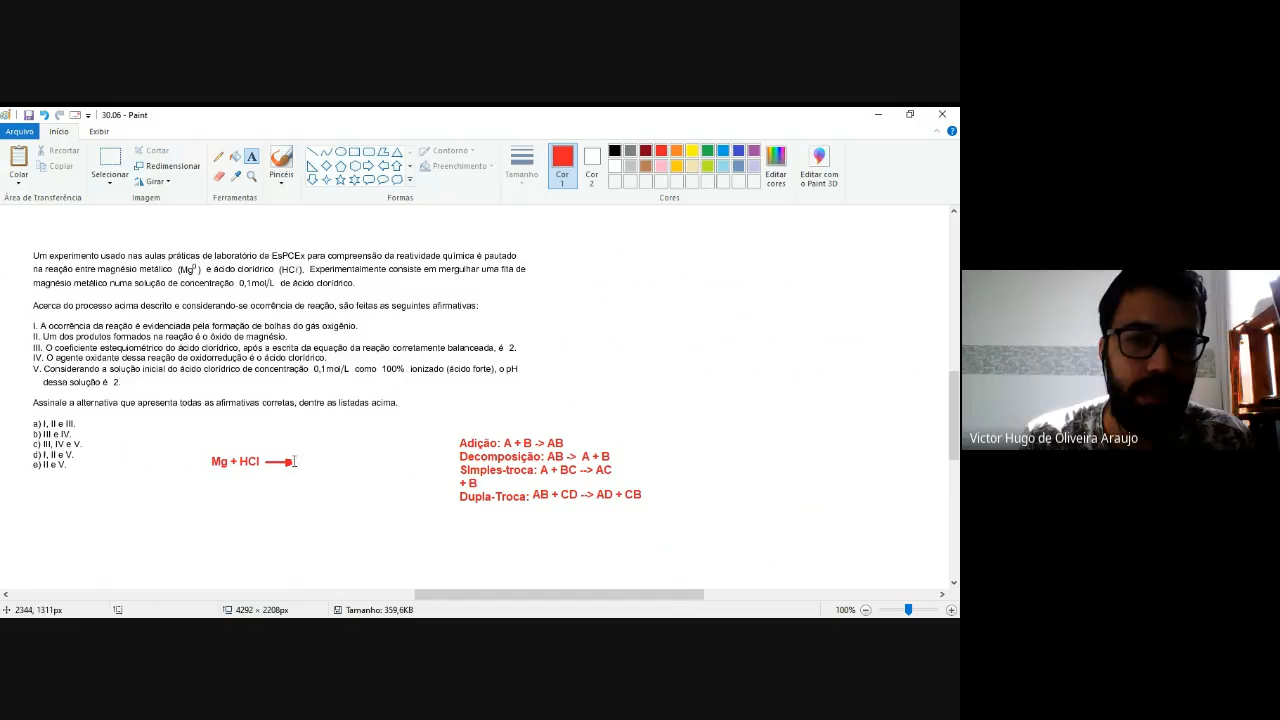 30.06 - Paint
Arquivo Início Exibir
Colar
Recortar
Copiar
Área de Transferência
Selecionar
Cortar
Redimensionar
Girar
Imagem
Ferramentas
Pincéis
Contorno
Preenchimento
Formas
Tamanho
Cor 1
Cor 2
Editar cores
Editar com o Paint 3D
Cores
Um experimento usado nas aulas práticas de laboratório da EsPCEx para compreensão da reatividade química é pautado
na reação entre magnésio metálico (Mg⁰) e ácido clorídrico (HCℓ). Experimentalmente consiste em mergulhar uma fita de
magnésio metálico numa solução de concentração 0,1mol/L de ácido clorídrico.
Acerca do processo acima descrito e considerando-se ocorrência de reação, são feitas as seguintes afirmativas:
I. A ocorrência da reação é evidenciada pela formação de bolhas do gás oxigênio.
II. Um dos produtos formados na reação é o óxido de magnésio.
III. O coeficiente estequiométrico do ácido clorídrico, após a escrita da equação da reação corretamente balanceada, é 2.
IV. O agente oxidante dessa reação de oxidorredução é o ácido clorídrico.
V. Considerando a solução inicial do ácido clorídrico de concentração 0,1mol/L como 100% ionizado (ácido forte), o pH
dessa solução é 2.
Assinale a alternativa que apresenta todas as afirmativas corretas, dentre as listadas acima.
a) I, II e III.
b) III e IV.
c) III, IV e V.
d) I, II e V.
e) II e V.
Mg + HCl
Adição: A + B -> AB
Decomposição: AB -> A + B
SImples-troca: A + BC --> AC
+ B
Dupla-Troca: AB + CD --> AD + CB
2344, 1311px
4292 × 2208px
Tamanho: 359,6KB
100%
Victor Hugo de Oliveira Araujo